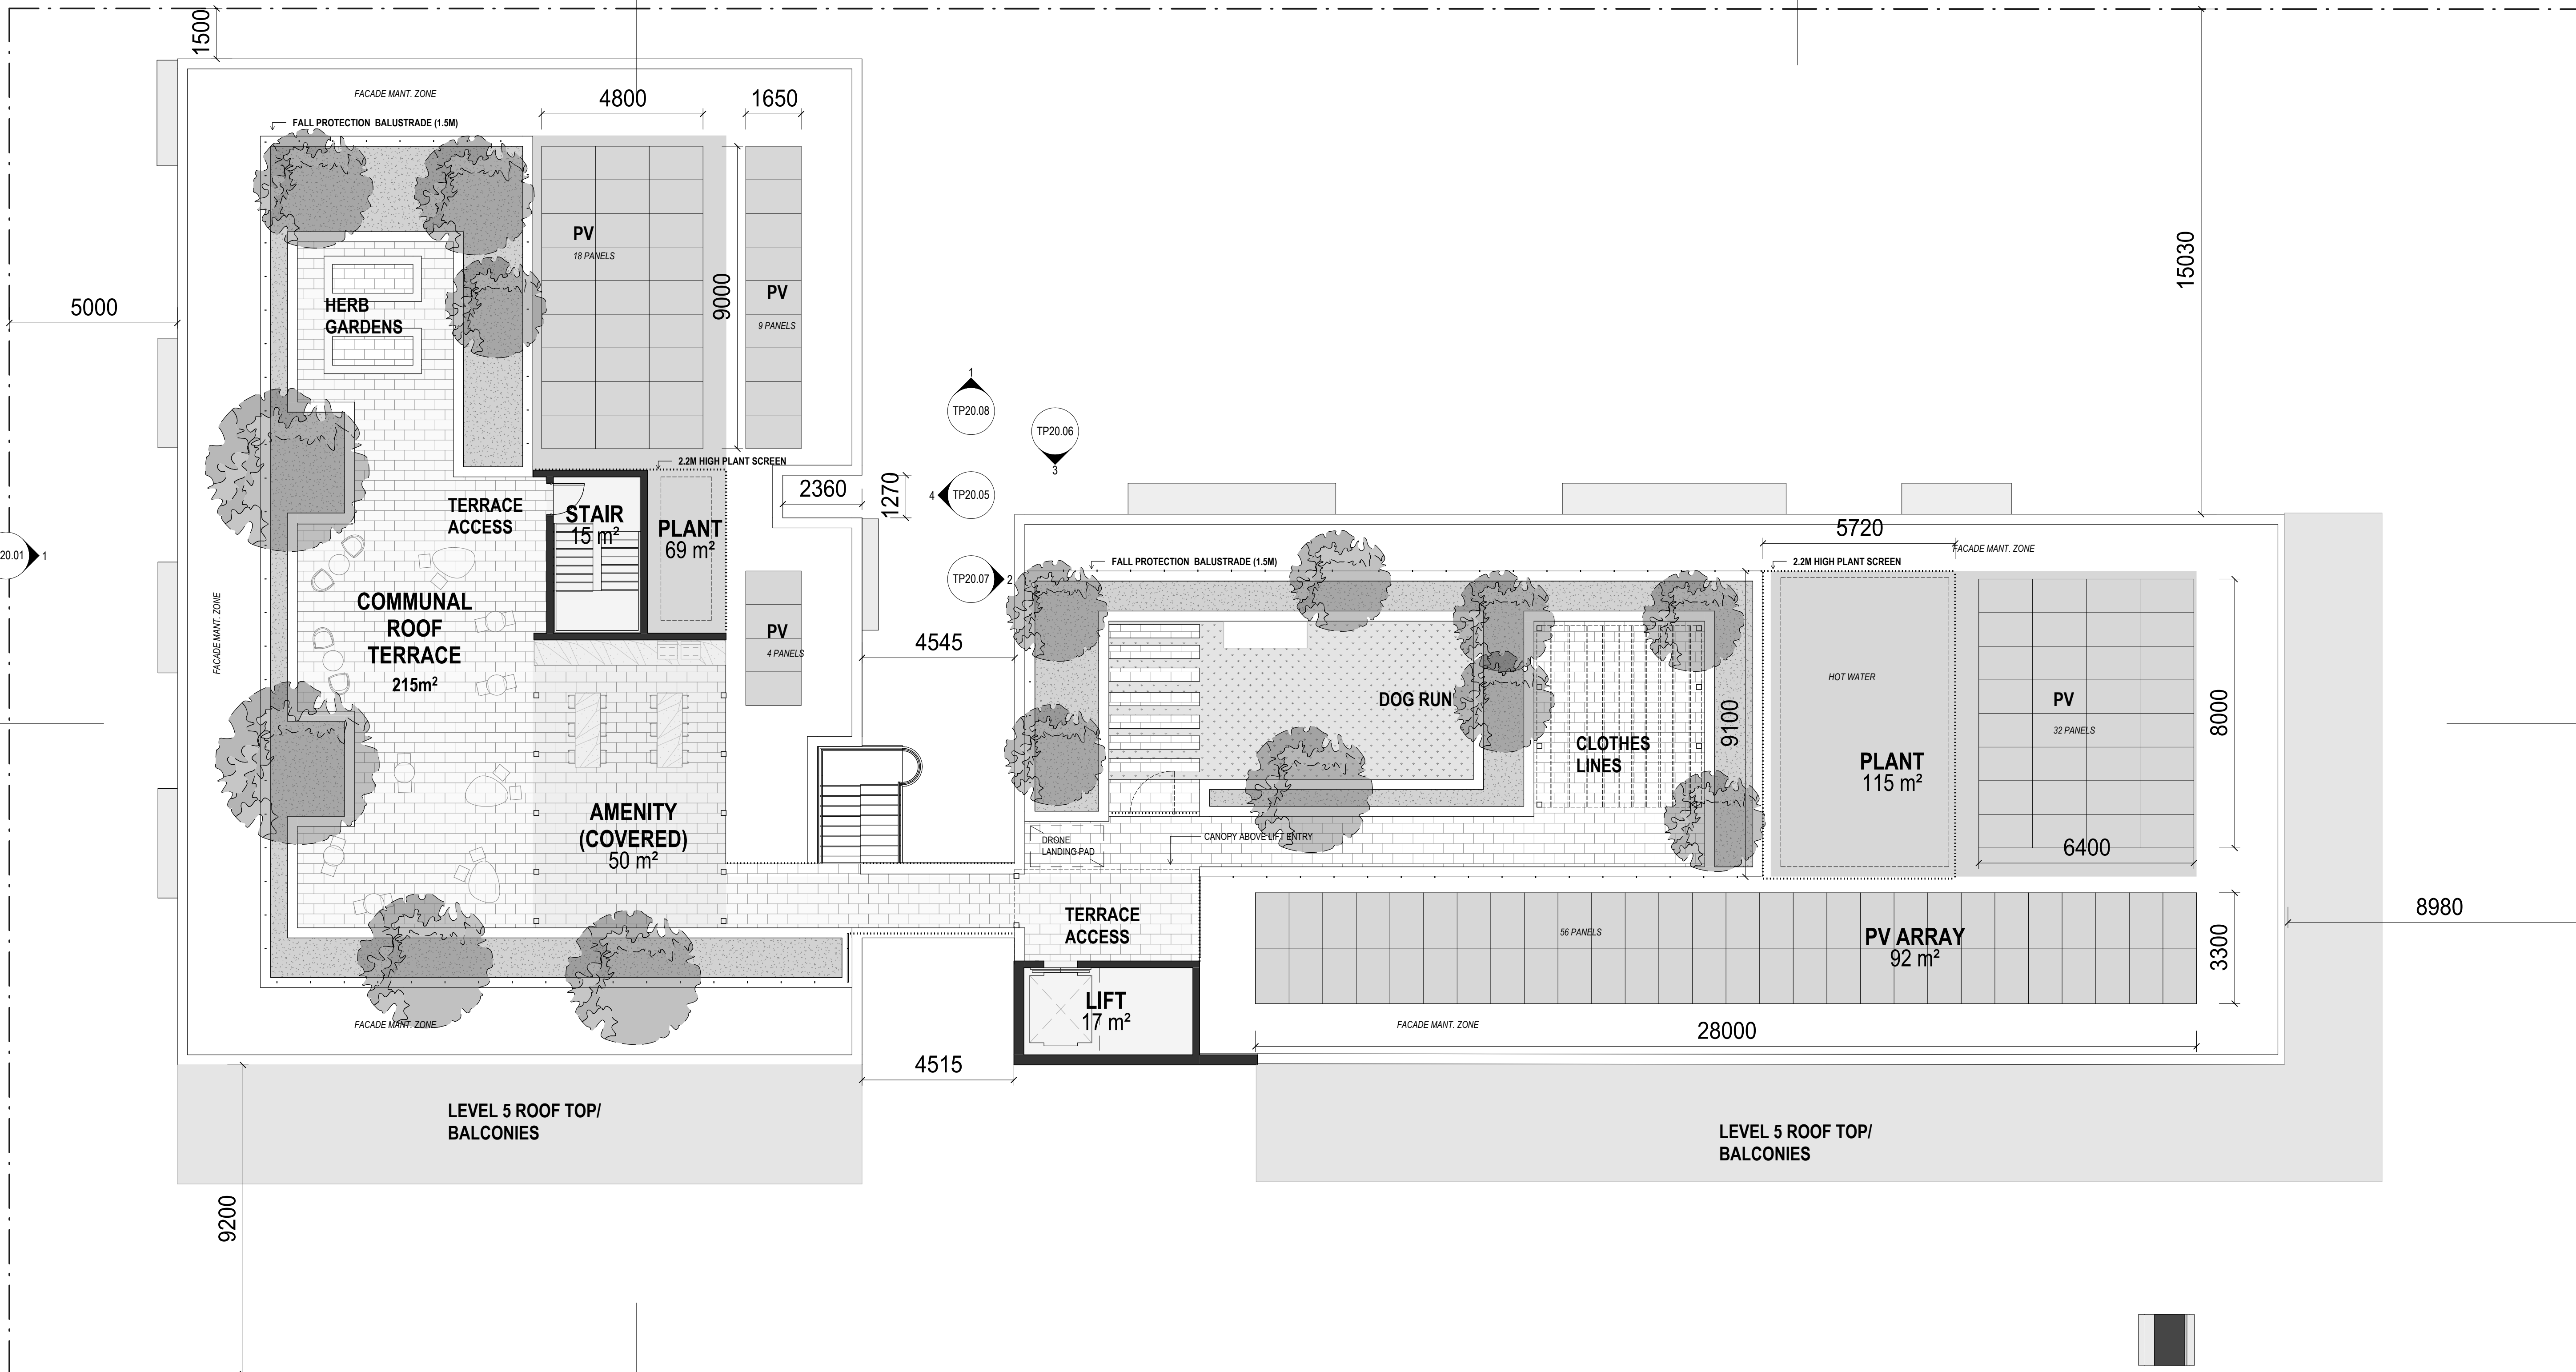 1500
FACADE MANT. ZONE
FALL PROTECTION BALUSTRADE (1.5M)
4800
1650
PV
18 PANELS
9000
PV
9 PANELS
HERB
GARDENS
5000
15030
1
TP20.08
TP20.06
3
2.2M HIGH PLANT SCREEN
2360
1270
4
TP20.05
TERRACE
ACCESS
STAIR
15 m²
PLANT
69 m²
20.01
1
TP20.07
2
FALL PROTECTION BALUSTRADE (1.5M)
5720
FACADE MANT. ZONE
2.2M HIGH PLANT SCREEN
FACADE MANT. ZONE
COMMUNAL
ROOF
TERRACE
215m²
PV
4 PANELS
4545
DOG RUN
9100
CLOTHES
LINES
HOT WATER
PLANT
115 m²
PV
32 PANELS
8000
6400
AMENITY
(COVERED)
50 m²
DRONE
LANDING PAD
CANOPY ABOVE LIFT ENTRY
TERRACE
ACCESS
56 PANELS
PV ARRAY
92 m²
3300
8980
LIFT
17 m²
FACADE MANT. ZONE
FACADE MANT. ZONE
28000
4515
LEVEL 5 ROOF TOP/
BALCONIES
LEVEL 5 ROOF TOP/
BALCONIES
9200